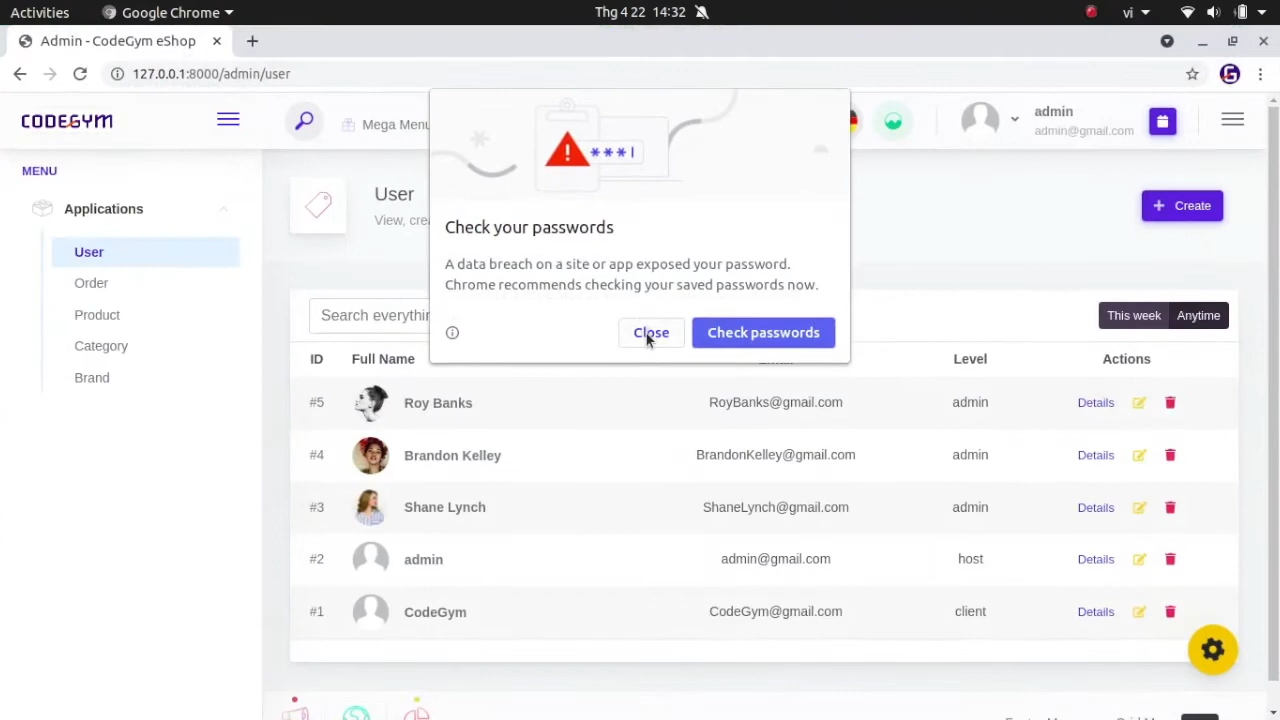 Activities Google Chrome Thg 4 22 14:32 vi
Admin - CodeGym eShop
127.0.0.1:8000/admin/user
CODEGYM Mega Menu admin
admin@gmail.com
MENU
Applications
User
Order
Product
Category
Brand
User
View, cre
Create
***|
Check your passwords
A data breach on a site or app exposed your password.
Chrome recommends checking your saved passwords now.
Close Check passwords
Search everythin
This week Anytime
ID Full Name Level Actions
#5 Roy Banks RoyBanks@gmail.com admin Details
#4 Brandon Kelley BrandonKelley@gmail.com admin Details
#3 Shane Lynch ShaneLynch@gmail.com admin Details
#2 admin admin@gmail.com host Details
#1 CodeGym CodeGym@gmail.com client Details